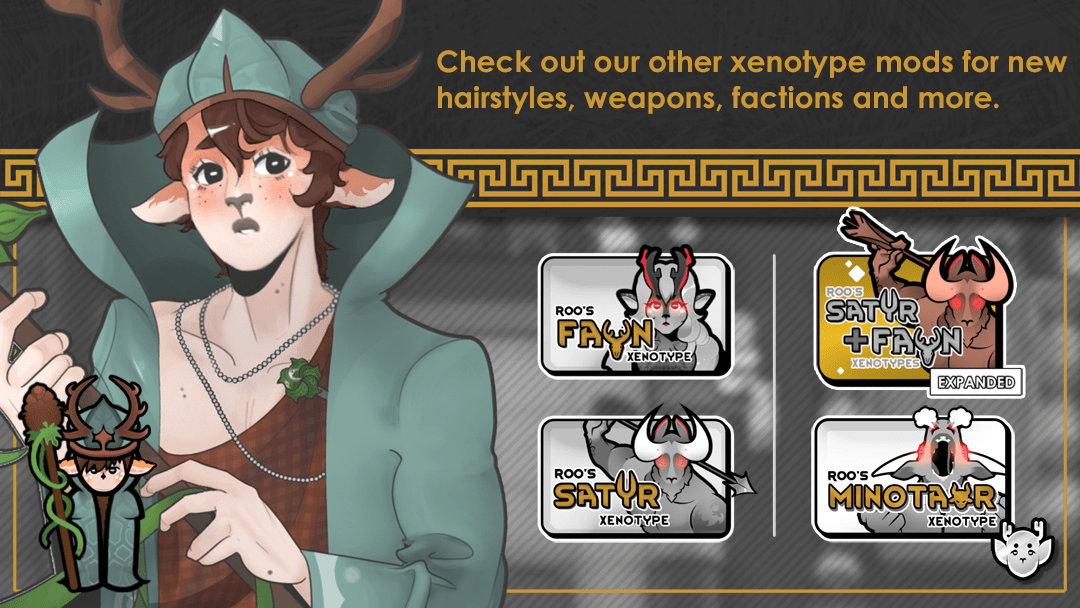 Check out our other xenotype mods for new
hairstyles, weapons, factions and more.
ROO'S
FAUN
XENOTYPE
ROO'S
SATYR
+FAUN
XENOTYPES
EXPANDED
ROO'S
SATYR
XENOTYPE
ROO'S
MINOTAUR
XENOTYPE